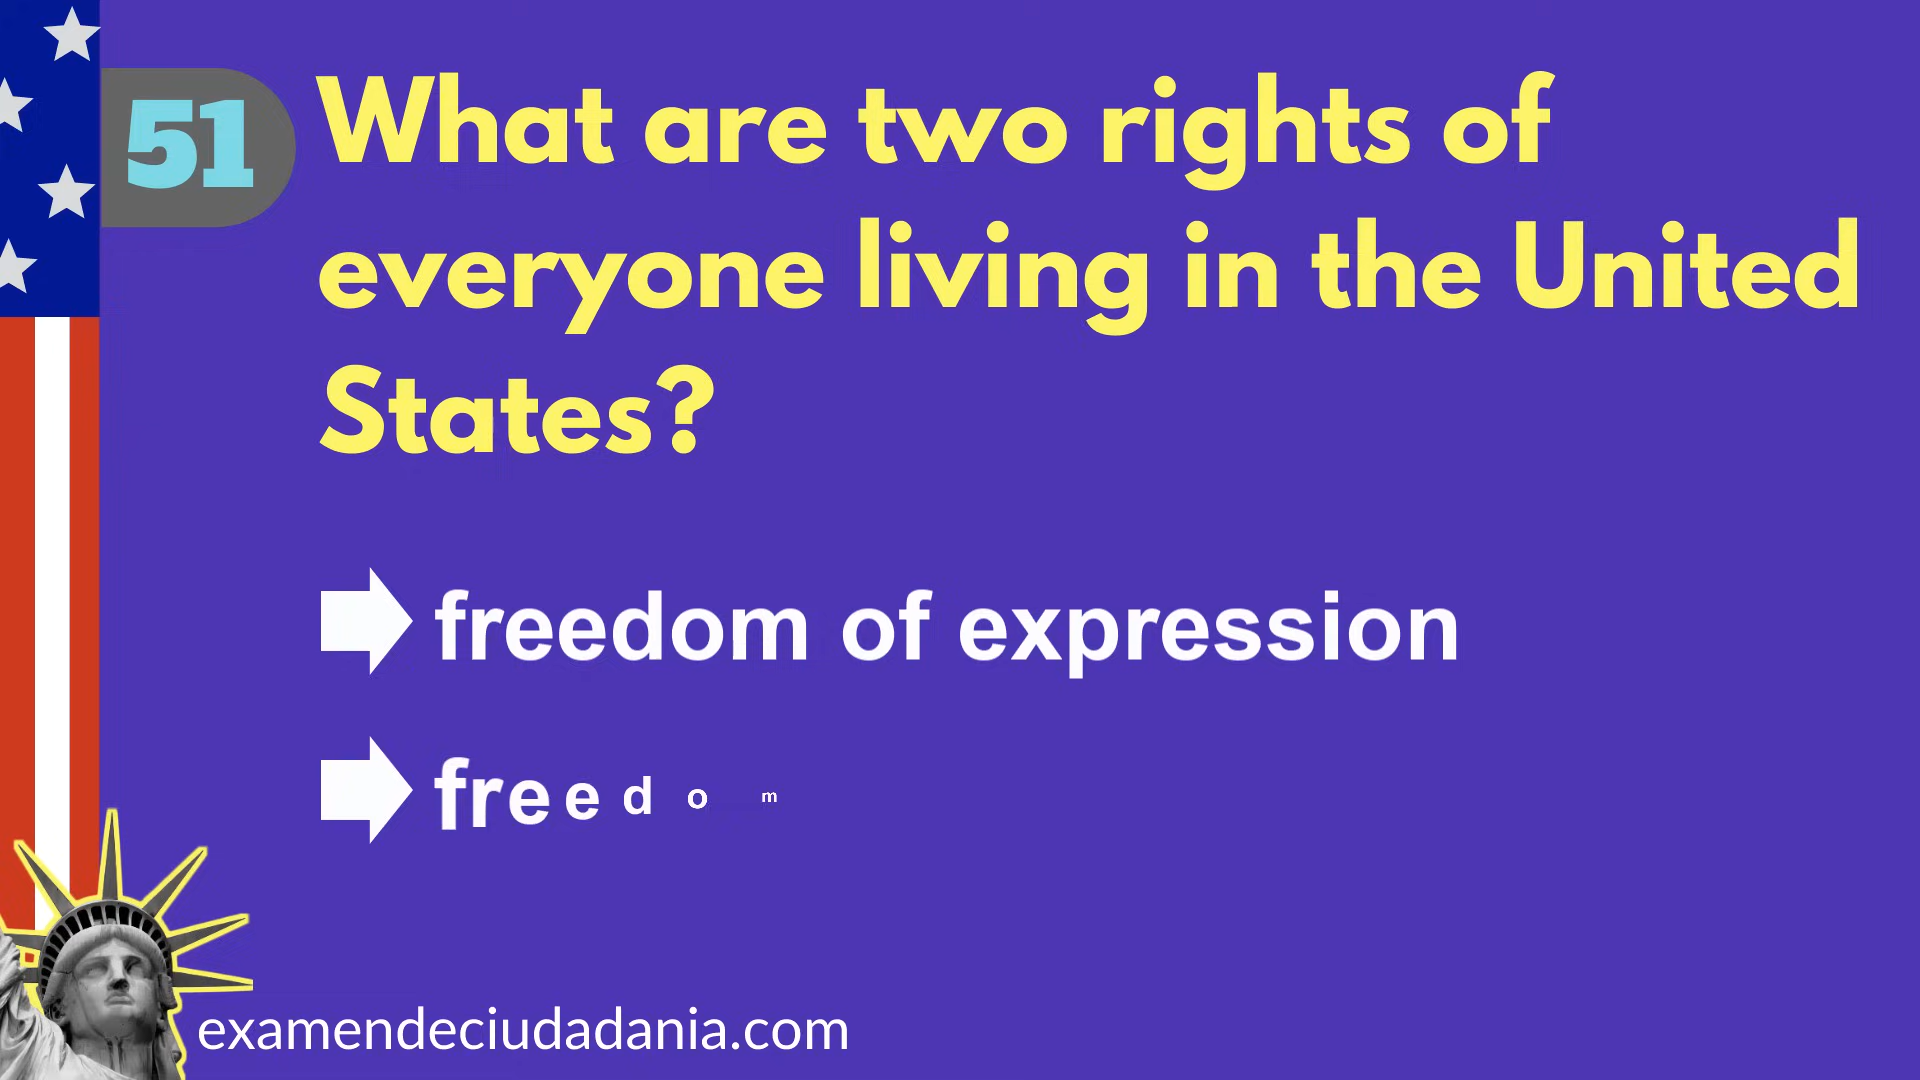 51
What are two rights of
everyone living in the United
States?
freedom of expression
freedom
examendeciudadania.com